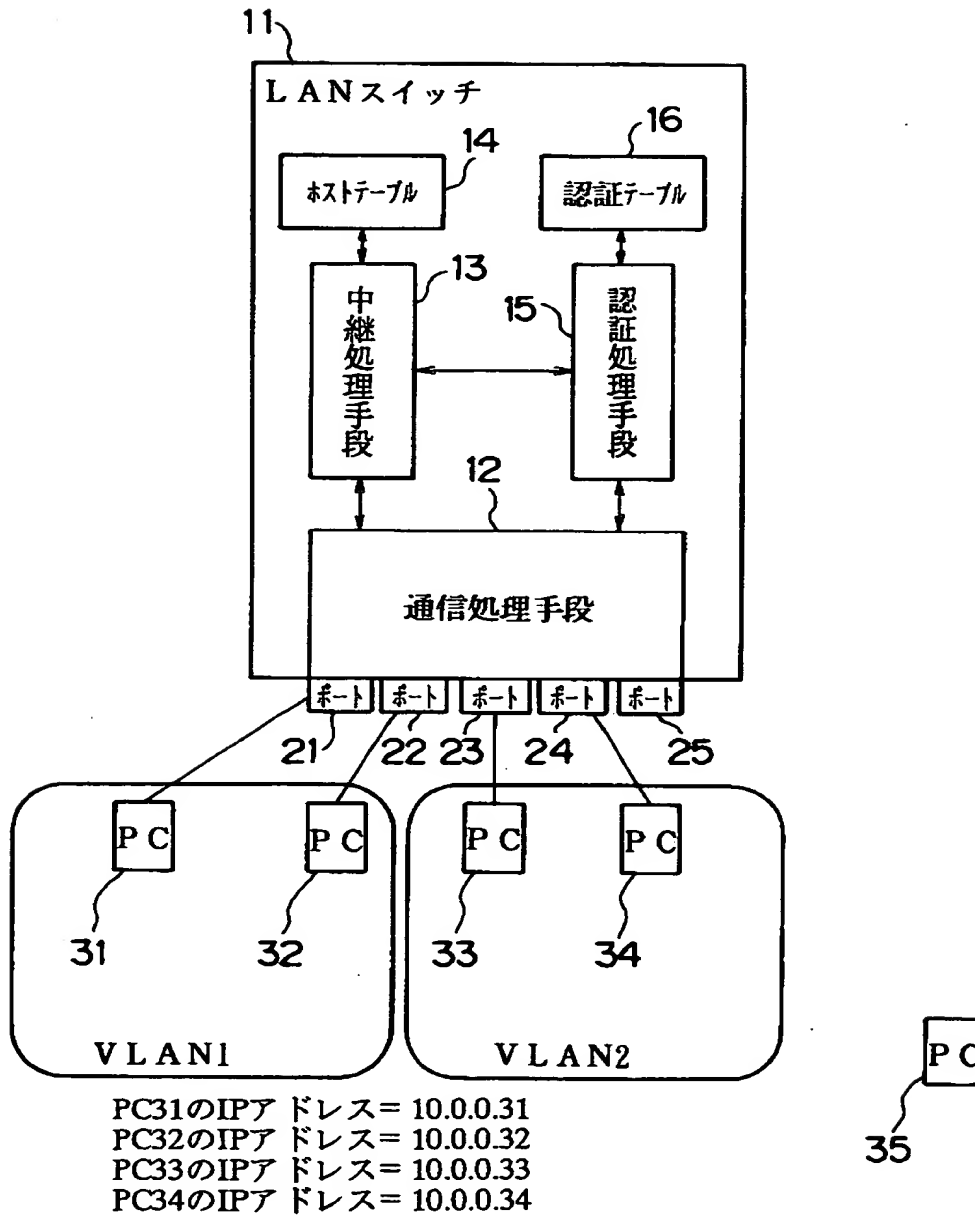 11
LANスイッチ
14
16
ホストテーブル
認証テーブル
13
15
中継処理手段
認証処理手段
12
通信処理手段
ポート ポート ポート ポート ポート
21 22 23 24 25
PC PC PC PC
31 32 33 34
VLAN1 VLAN2
PC
35
PC31のIPアドレス= 10.0.0.31
PC32のIPアドレス= 10.0.0.32
PC33のIPアドレス= 10.0.0.33
PC34のIPアドレス= 10.0.0.34